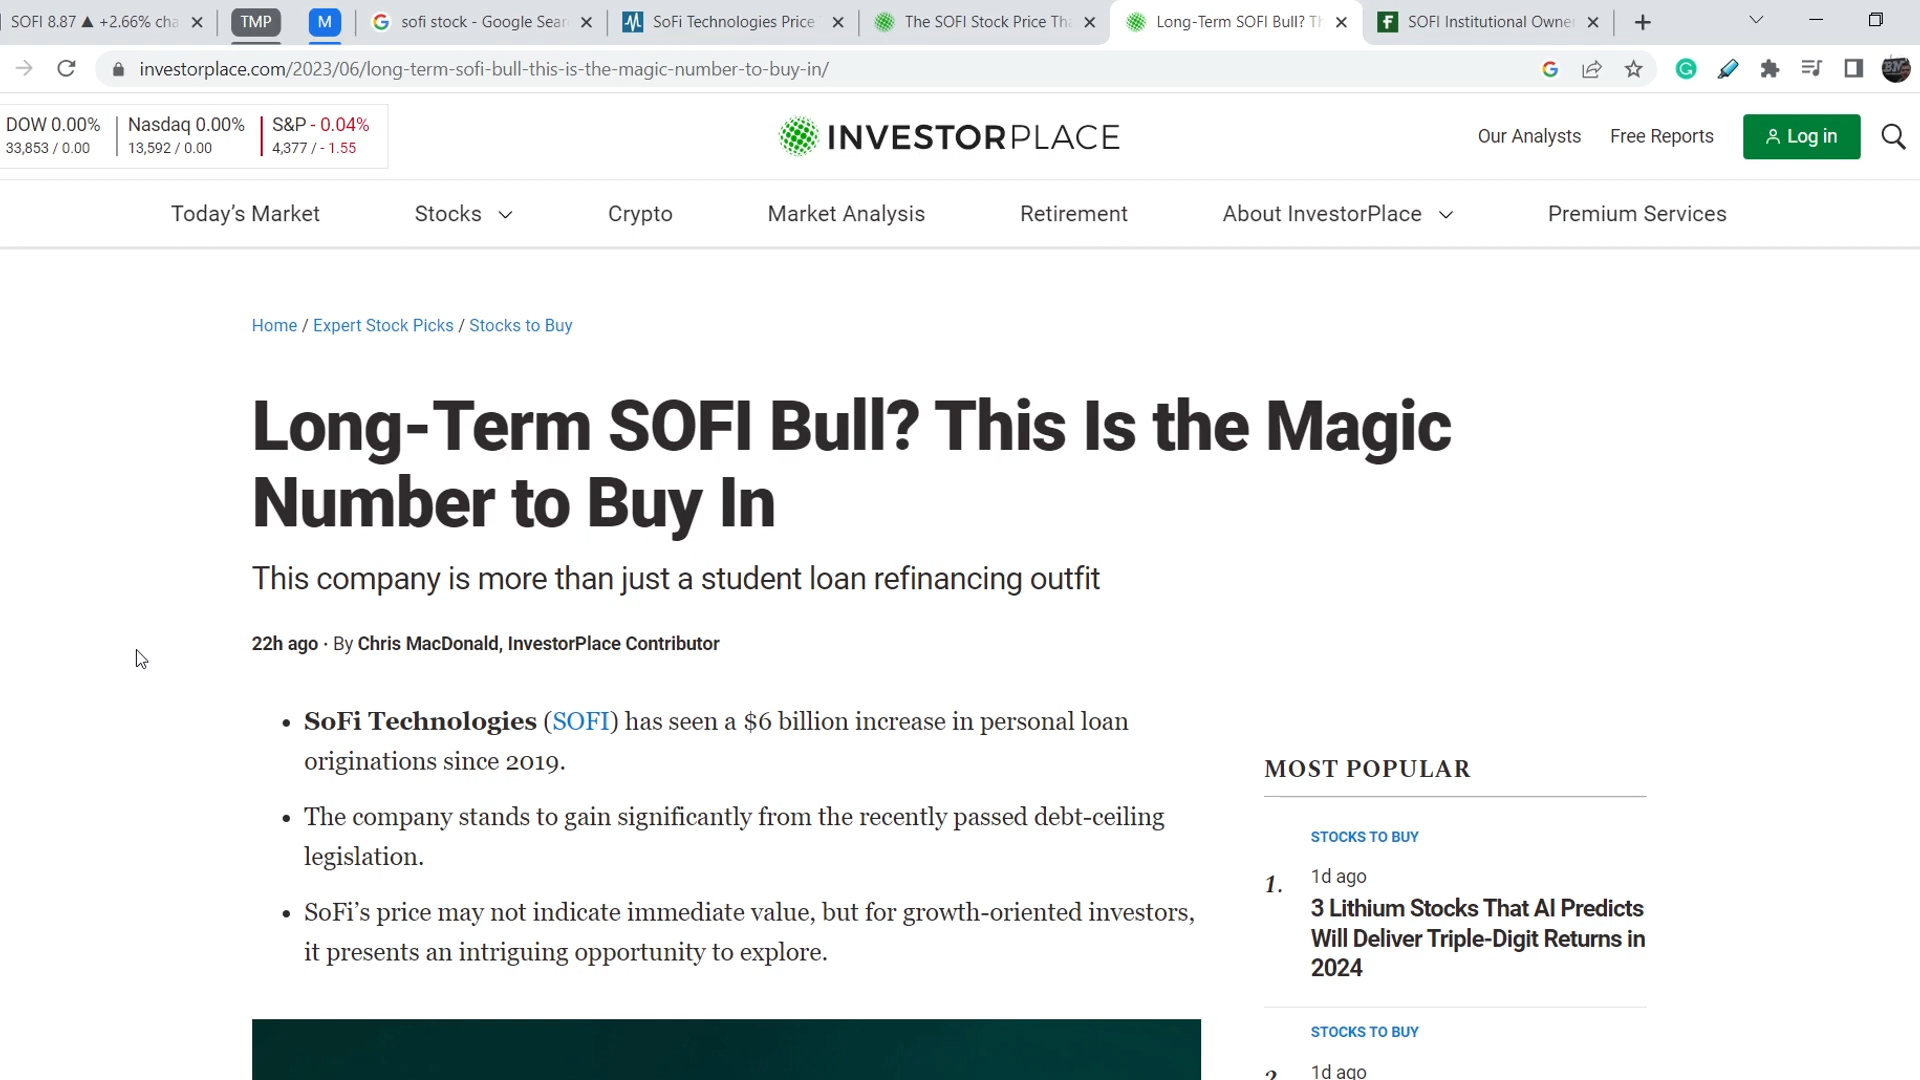 SOFI 8.87 ▲ +2.66% cha
TMP
M
sofi stock - Google Sear
SoFi Technologies Price
The SOFI Stock Price Tha
Long-Term SOFI Bull? Th
SOFI Institutional Owner
investorplace.com/2023/06/long-term-sofi-bull-this-is-the-magic-number-to-buy-in/
DOW 0.00%
33,853 / 0.00
Nasdaq 0.00%
13,592 / 0.00
S&P - 0.04%
4,377 / - 1.55
INVESTORPLACE
Our Analysts
Free Reports
Log in
Today’s Market
Stocks
Crypto
Market Analysis
Retirement
About InvestorPlace
Premium Services
Home / Expert Stock Picks / Stocks to Buy
Long-Term SOFI Bull? This Is the Magic
Number to Buy In
This company is more than just a student loan refinancing outfit
22h ago · By Chris MacDonald, InvestorPlace Contributor
• SoFi Technologies (SOFI) has seen a $6 billion increase in personal loan
originations since 2019.
• The company stands to gain significantly from the recently passed debt-ceiling
legislation.
• SoFi’s price may not indicate immediate value, but for growth-oriented investors,
it presents an intriguing opportunity to explore.
MOST POPULAR
STOCKS TO BUY
1.
1d ago
3 Lithium Stocks That AI Predicts
Will Deliver Triple-Digit Returns in
2024
STOCKS TO BUY
2.
1d ago